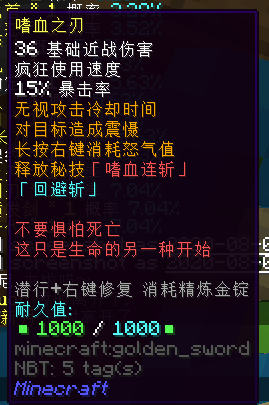 嗜血之刃
36 基础近战伤害
疯狂使用速度
15% 暴击率
无视攻击冷却时间
对目标造成震慑
长按右键消耗怒气值
释放秘技「嗜血连斩」
「回避斩」
不要惧怕死亡
这只是生命的另一种开始
潜行+右键修复 消耗精炼金锭
耐久值:
1000 / 1000
minecraft:golden_sword
NBT: 5 tag(s)
Minecraft